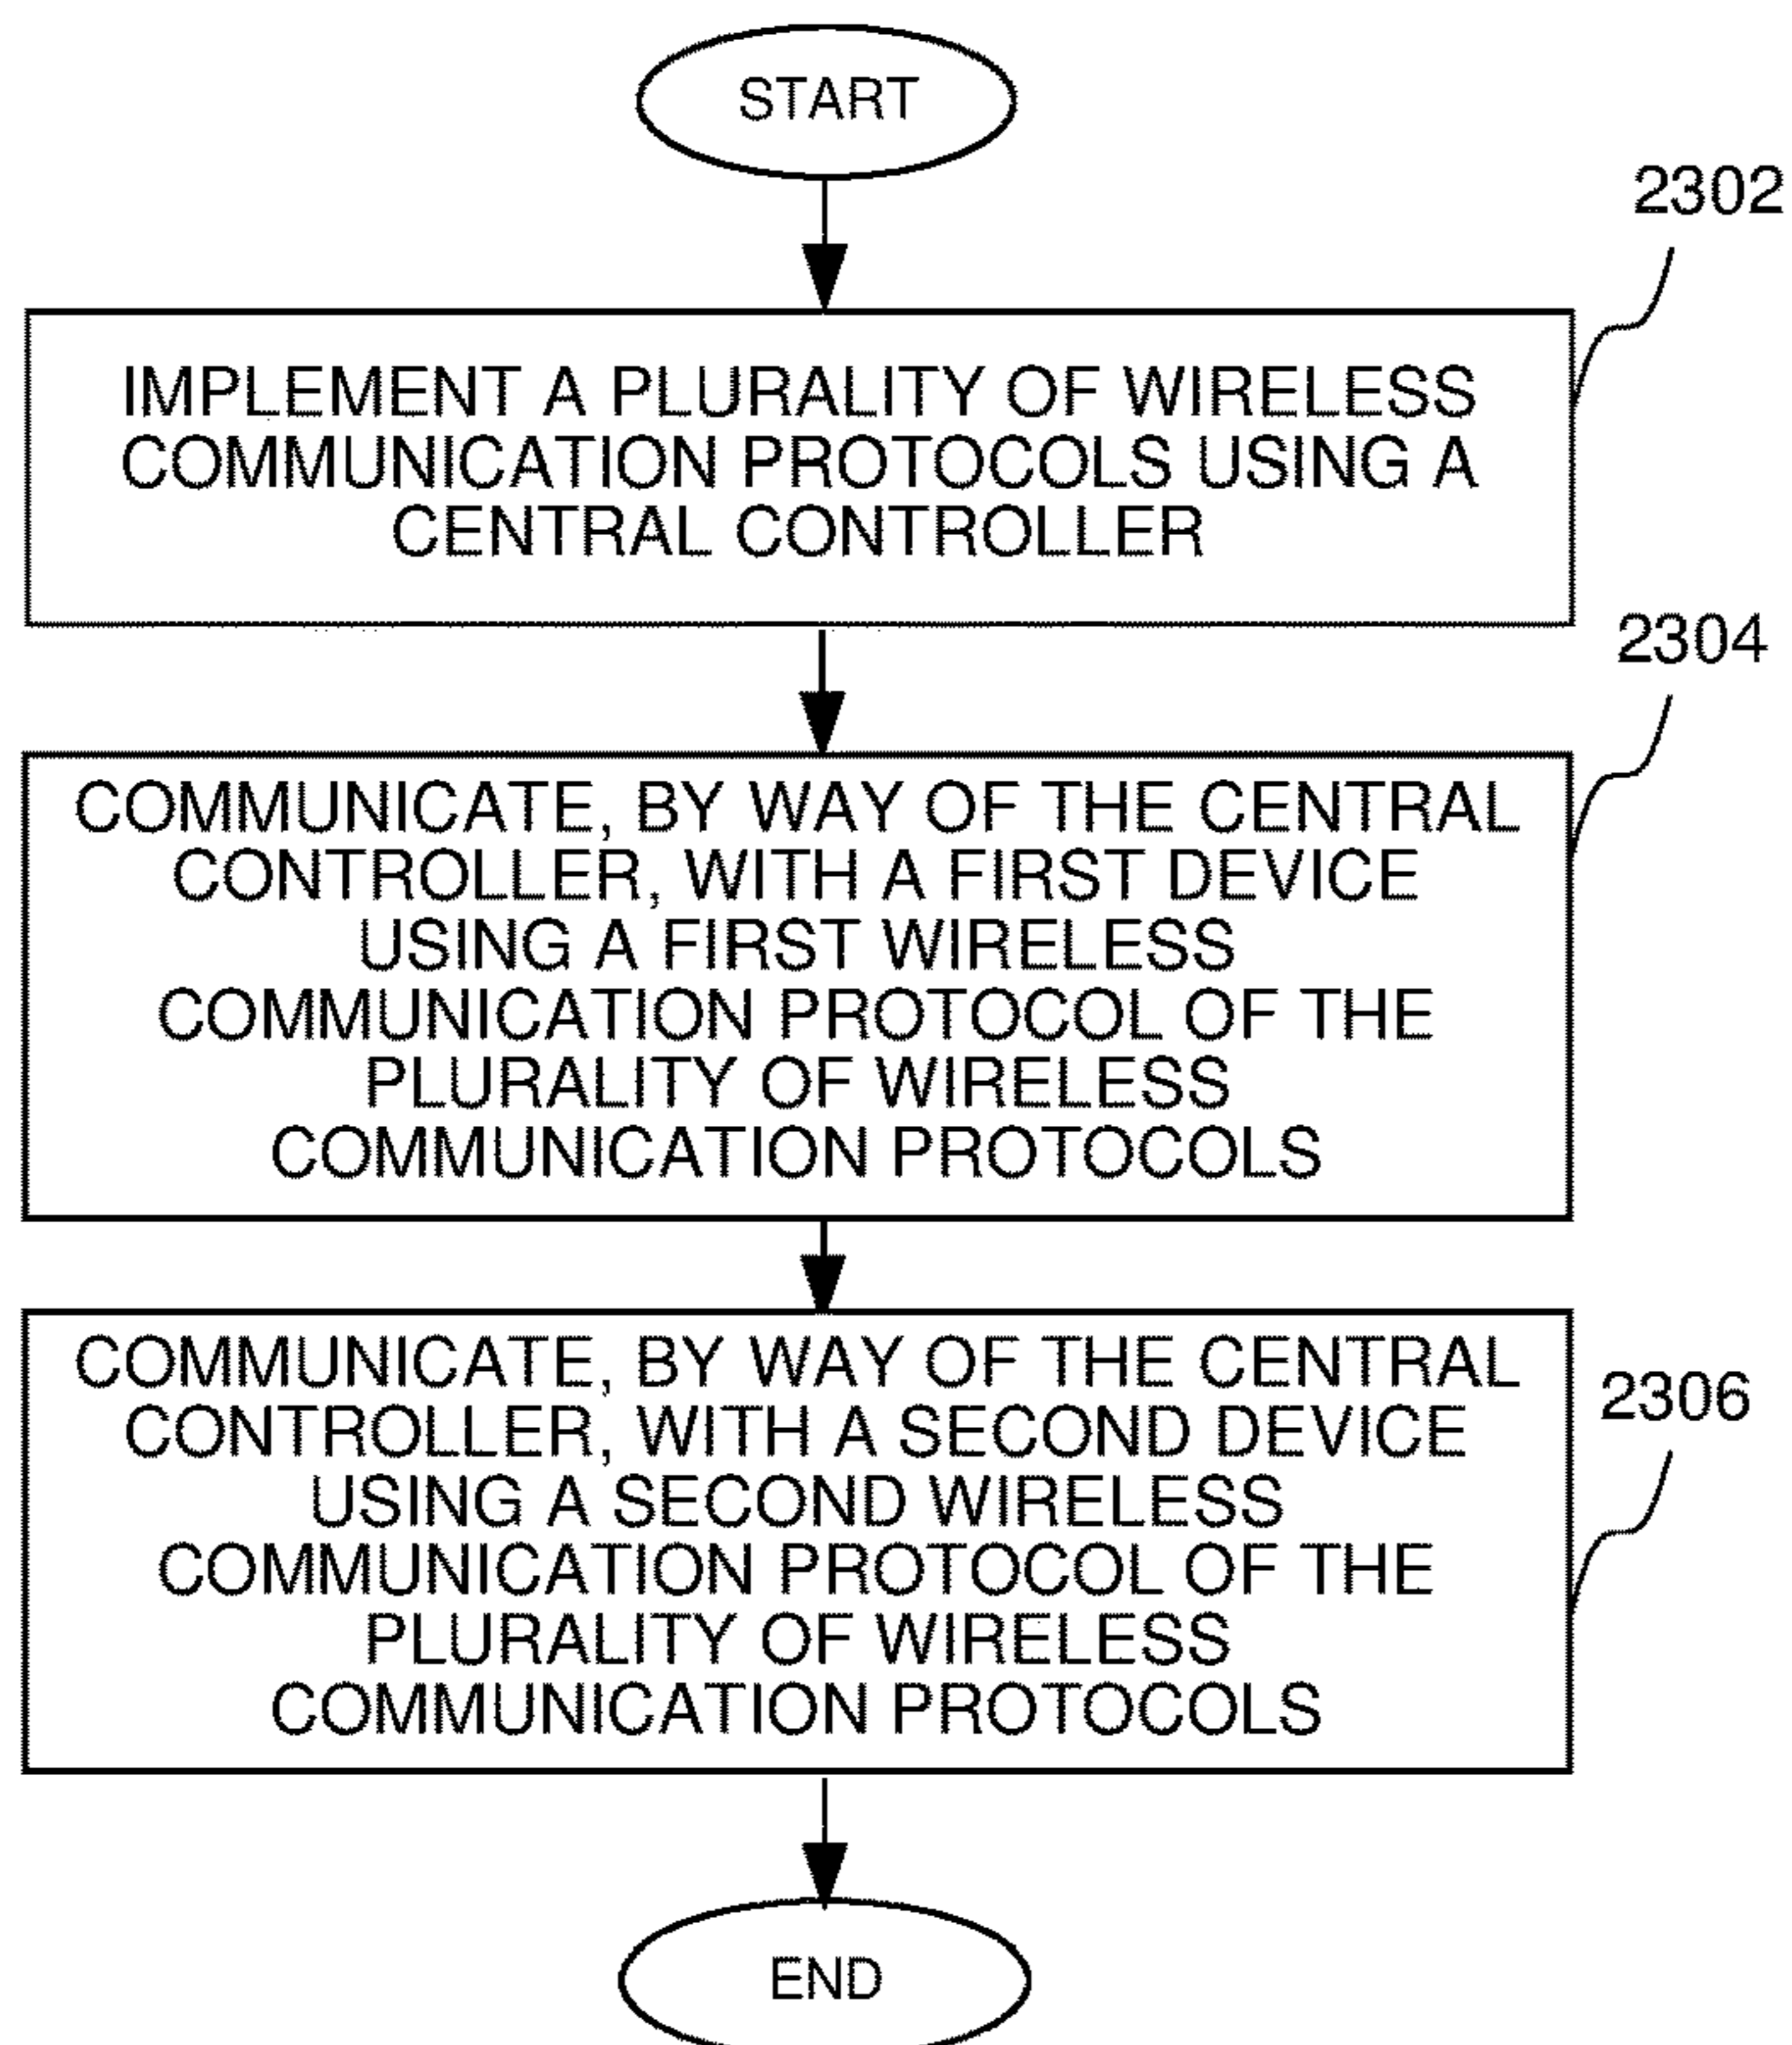 START
2302
IMPLEMENT A PLURALITY OF WIRELESS
COMMUNICATION PROTOCOLS USING A
CENTRAL CONTROLLER
2304
COMMUNICATE, BY WAY OF THE CENTRAL
CONTROLLER, WITH A FIRST DEVICE
USING A FIRST WIRELESS
COMMUNICATION PROTOCOL OF THE
PLURALITY OF WIRELESS
COMMUNICATION PROTOCOLS
2306
COMMUNICATE, BY WAY OF THE CENTRAL
CONTROLLER, WITH A SECOND DEVICE
USING A SECOND WIRELESS
COMMUNICATION PROTOCOL OF THE
PLURALITY OF WIRELESS
COMMUNICATION PROTOCOLS
END